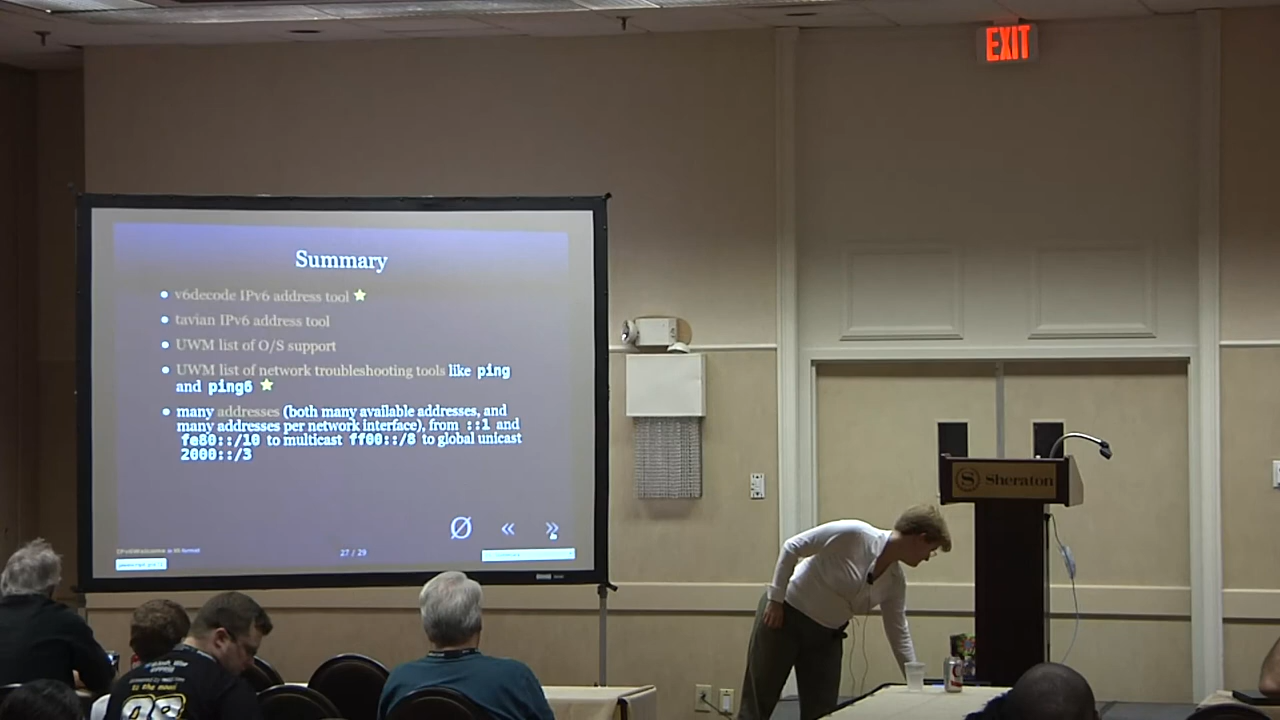 EXIT
Summary
v6decode IPv6 address tool
tavian IPv6 address tool
UWM list of O/S support
UWM list of network troubleshooting tools like ping
and ping6
many addresses (both many available addresses, and
many addresses per network interface), from ::1 and
fe80::/10 to multicast ff00::/8 to global unicast
2000::/3
Ø « »
27 / 29
Sheraton